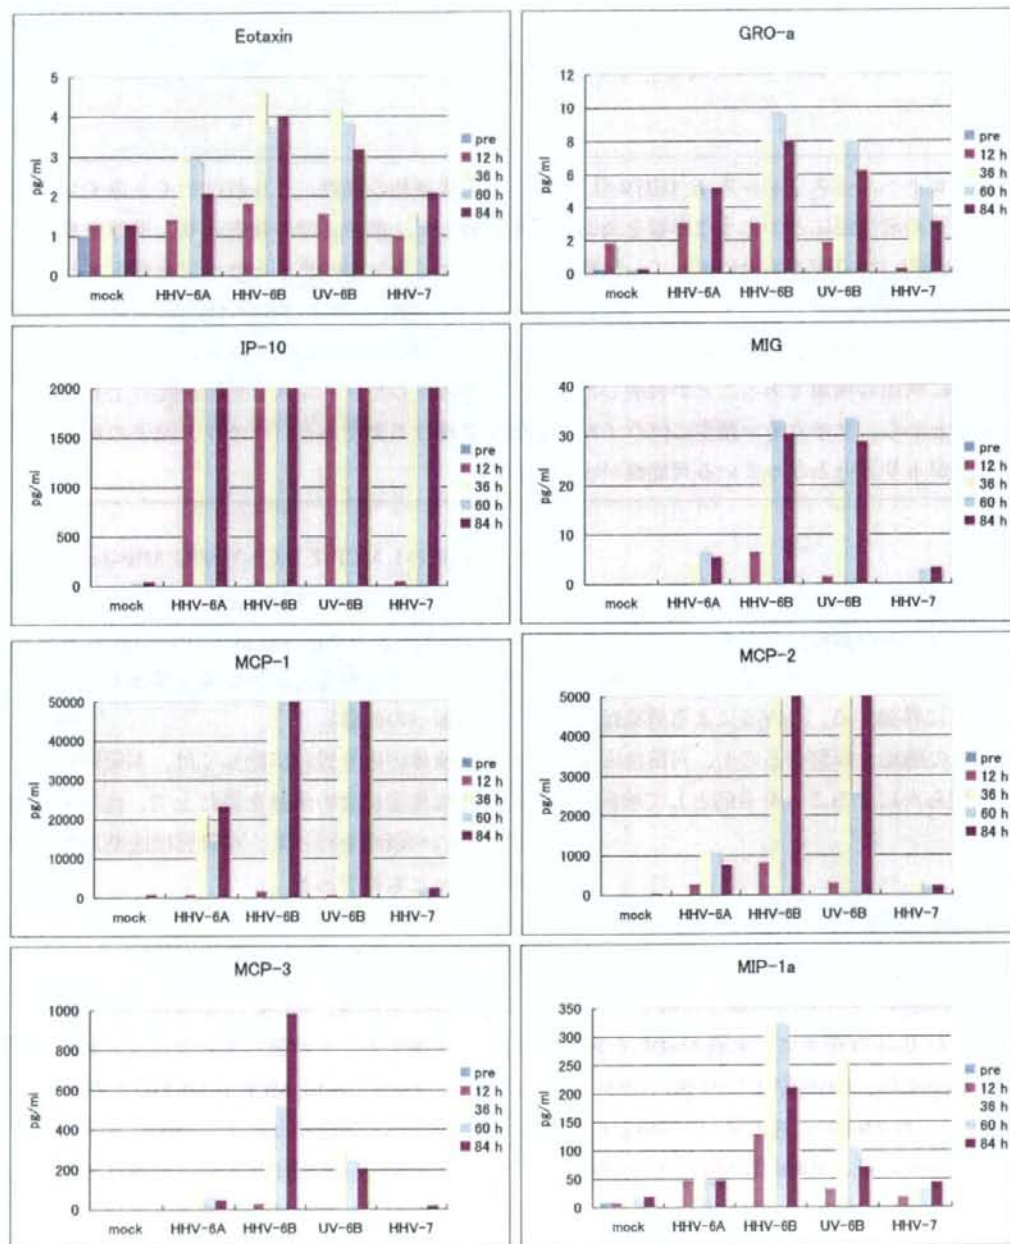 Eotaxin
5
4
3
2
1
0
pg/ml
mock HHV-6A HHV-6B UV-6B HHV-7
pre
12 h
36 h
60 h
84 h
GRO-a
12
10
8
6
4
2
0
pg/ml
mock HHV-6A HHV-6B UV-6B HHV-7
pre
12 h
36 h
60 h
84 h
IP-10
2000
1500
1000
500
0
pg/ml
mock HHV-6A HHV-6B UV-6B HHV-7
pre
12 h
36 h
60 h
84 h
MIG
40
30
20
10
0
pg/ml
mock HHV-6A HHV-6B UV-6B HHV-7
pre
12 h
36 h
60 h
84 h
MCP-1
50000
40000
30000
20000
10000
0
pg/ml
mock HHV-6A HHV-6B UV-6B HHV-7
pre
12 h
36 h
60 h
84 h
MCP-2
5000
4000
3000
2000
1000
0
pg/ml
mock HHV-6A HHV-6B UV-6B HHV-7
pre
12 h
36 h
60 h
84 h
MCP-3
1000
800
600
400
200
0
pg/ml
mock HHV-6A HHV-6B UV-6B HHV-7
pre
12 h
36 h
60 h
84 h
MIP-1a
350
300
250
200
150
100
50
0
pg/ml
mock HHV-6A HHV-6B UV-6B HHV-7
pre
12 h
36 h
60 h
84 h